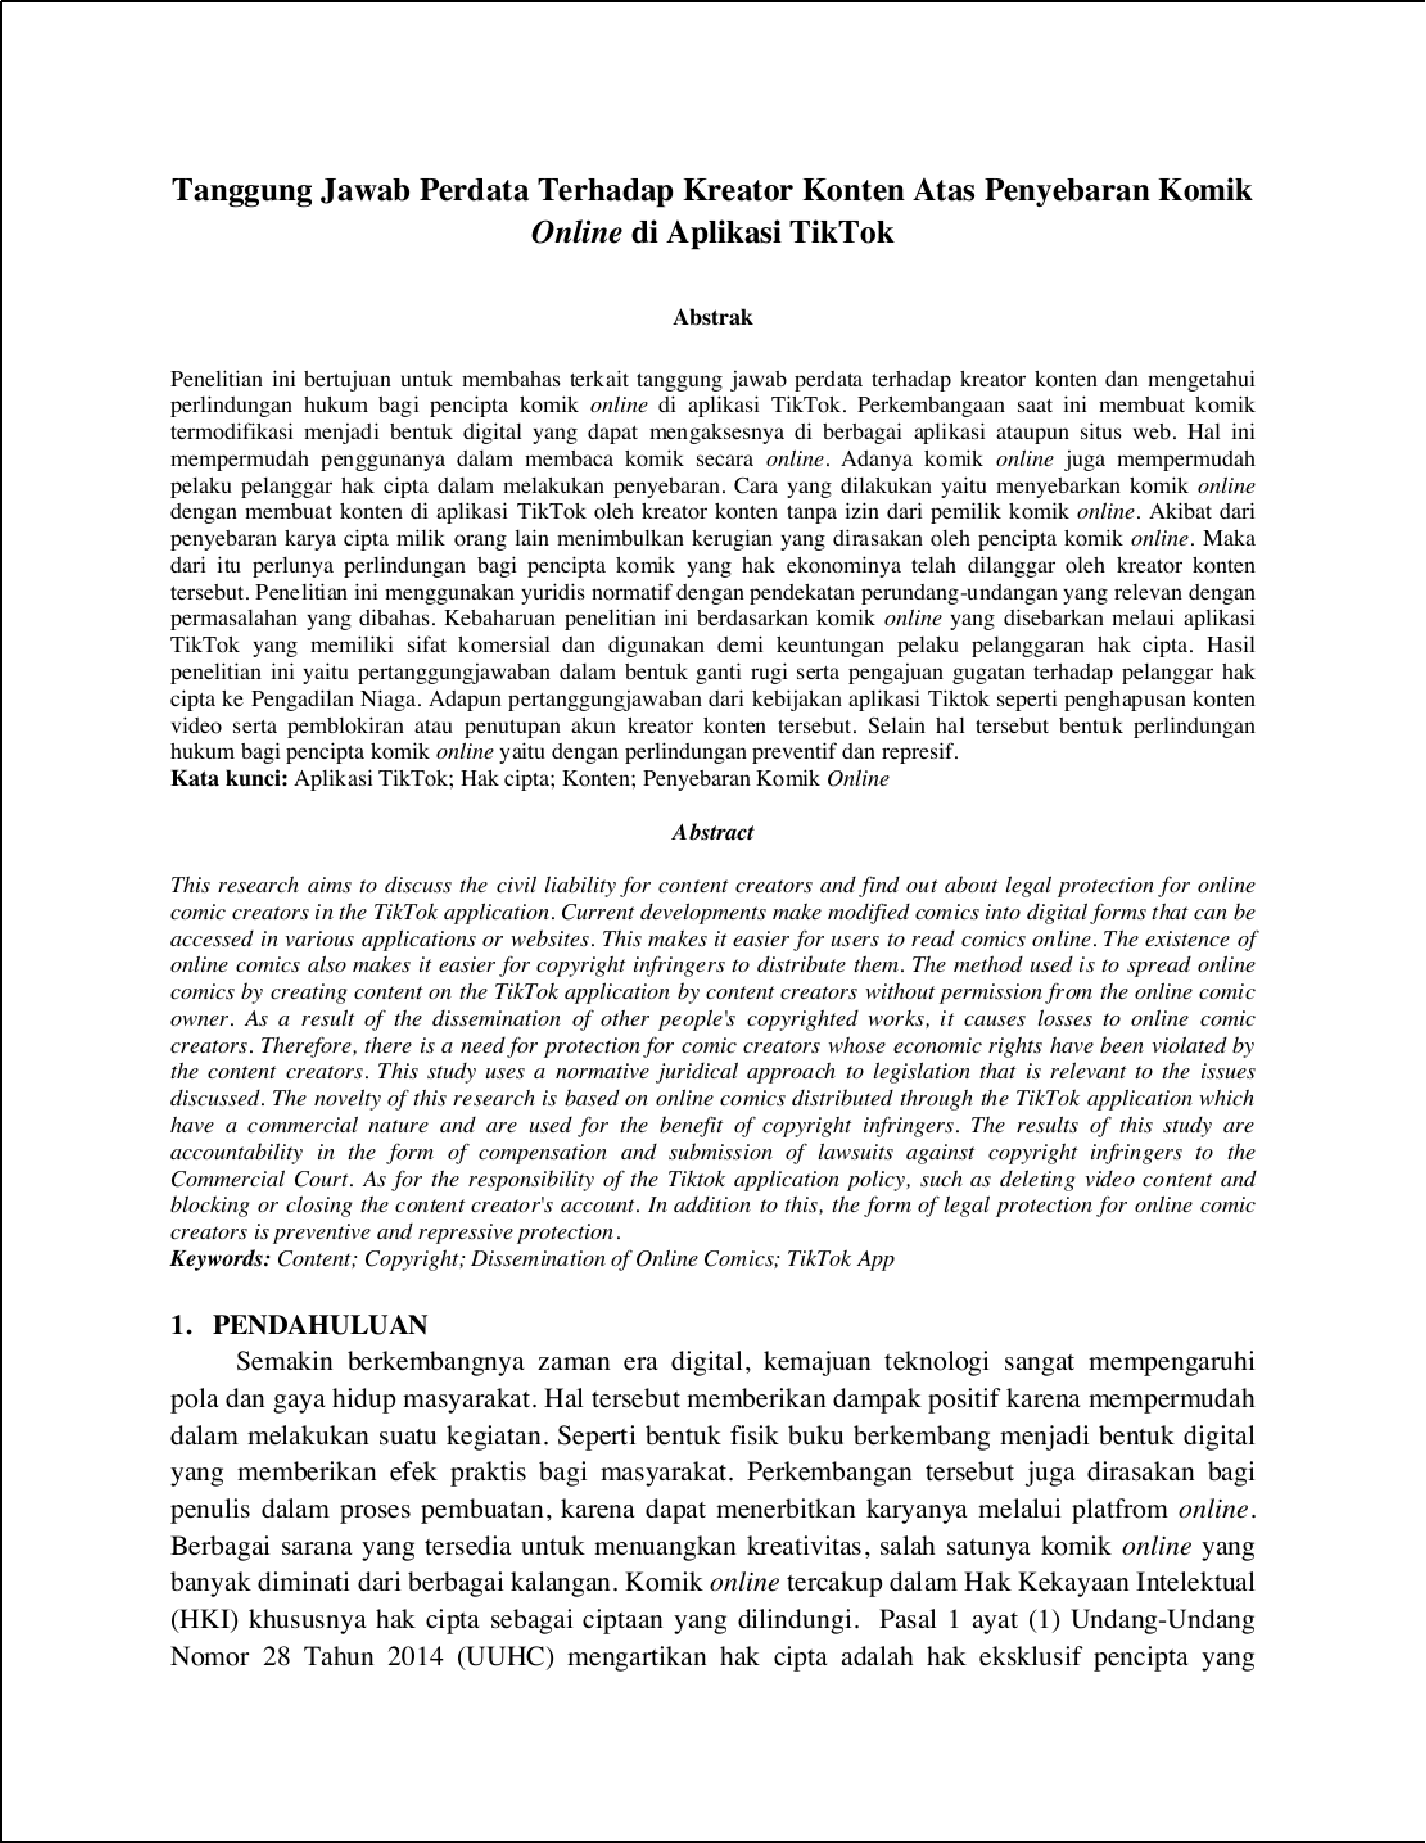 Tanggung Jawab Perdata Terhadap Kreator Konten Atas Penyebaran Komik
Online di Aplikasi TikTok
Abstrak
Penelitian ini bertujuan untuk membahas terkait tanggung jawab perdata terhadap kreator konten dan mengetahui
perlindungan hukum bagi pencipta komik online di aplikasi TikTok. Perkembangaan saat ini membuat komik
termodifikasi menjadi bentuk digital yang dapat mengaksesnya di berbagai aplikasi ataupun situs web. Hal ini
mempermudah penggunanya dalam membaca komik secara online. Adanya komik online juga mempermudah
pelaku pelanggar hak cipta dalam melakukan penyebaran. Cara yang dilakukan yaitu menyebarkan komik online
dengan membuat konten di aplikasi TikTok oleh kreator konten tanpa izin dari pemilik komik online. Akibat dari
penyebaran karya cipta milik orang lain menimbulkan kerugian yang dirasakan oleh pencipta komik online. Maka
dari itu perlunya perlindungan bagi pencipta komik yang hak ekonominya telah dilanggar oleh kreator konten
tersebut. Penelitian ini menggunakan yuridis normatif dengan pendekatan perundang-undangan yang relevan dengan
permasalahan yang dibahas. Kebaharuan penelitian ini berdasarkan komik online yang disebarkan melaui aplikasi
TikTok yang memiliki sifat komersial dan digunakan demi keuntungan pelaku pelanggaran hak cipta. Hasil
penelitian ini yaitu pertanggungjawaban dalam bentuk ganti rugi serta pengajuan gugatan terhadap pelanggar hak
cipta ke Pengadilan Niaga. Adapun pertanggungjawaban dari kebijakan aplikasi Tiktok seperti penghapusan konten
video serta pemblokiran atau penutupan akun kreator konten tersebut. Selain hal tersebut bentuk perlindungan
hukum bagi pencipta komik online yaitu dengan perlindungan preventif dan represif.
Kata kunci: Aplikasi TikTok; Hak cipta; Konten; Penyebaran Komik Online
Abstract
This research aims to discuss the civil liability for content creators and find out about legal protection for online
comic creators in the TikTok application. Current developments make modified comics into digital forms that can be
accessed in various applications or websites. This makes it easier for users to read comics online. The existence of
online comics also makes it easier for copyright infringers to distribute them. The method used is to spread online
comics by creating content on the TikTok application by content creators without permission from the online comic
owner. As a result of the dissemination of other people's copyrighted works, it causes losses to online comic
creators. Therefore, there is a need for protection for comic creators whose economic rights have been violated by
the content creators. This study uses a normative juridical approach to legislation that is relevant to the issues
discussed. The novelty of this research is based on online comics distributed through the TikTok application which
have a commercial nature and are used for the benefit of copyright infringers. The results of this study are
accountability in the form of compensation and submission of lawsuits against copyright infringers to the
Commercial Court. As for the responsibility of the Tiktok application policy, such as deleting video content and
blocking or closing the content creator's account. In addition to this, the form of legal protection for online comic
creators is preventive and repressive protection.
Keywords: Content; Copyright; Dissemination of Online Comics; TikTok App
1. PENDAHULUAN
Semakin berkembangnya zaman era digital, kemajuan teknologi sangat mempengaruhi
pola dan gaya hidup masyarakat. Hal tersebut memberikan dampak positif karena mempermudah
dalam melakukan suatu kegiatan. Seperti bentuk fisik buku berkembang menjadi bentuk digital
yang memberikan efek praktis bagi masyarakat. Perkembangan tersebut juga dirasakan bagi
penulis dalam proses pembuatan, karena dapat menerbitkan karyanya melalui platfrom online.
Berbagai sarana yang tersedia untuk menuangkan kreativitas, salah satunya komik online yang
banyak diminati dari berbagai kalangan. Komik online tercakup dalam Hak Kekayaan Intelektual
(HKI) khususnya hak cipta sebagai ciptaan yang dilindungi. Pasal 1 ayat (1) Undang-Undang
Nomor 28 Tahun 2014 (UUHC) mengartikan hak cipta adalah hak eksklusif pencipta yang